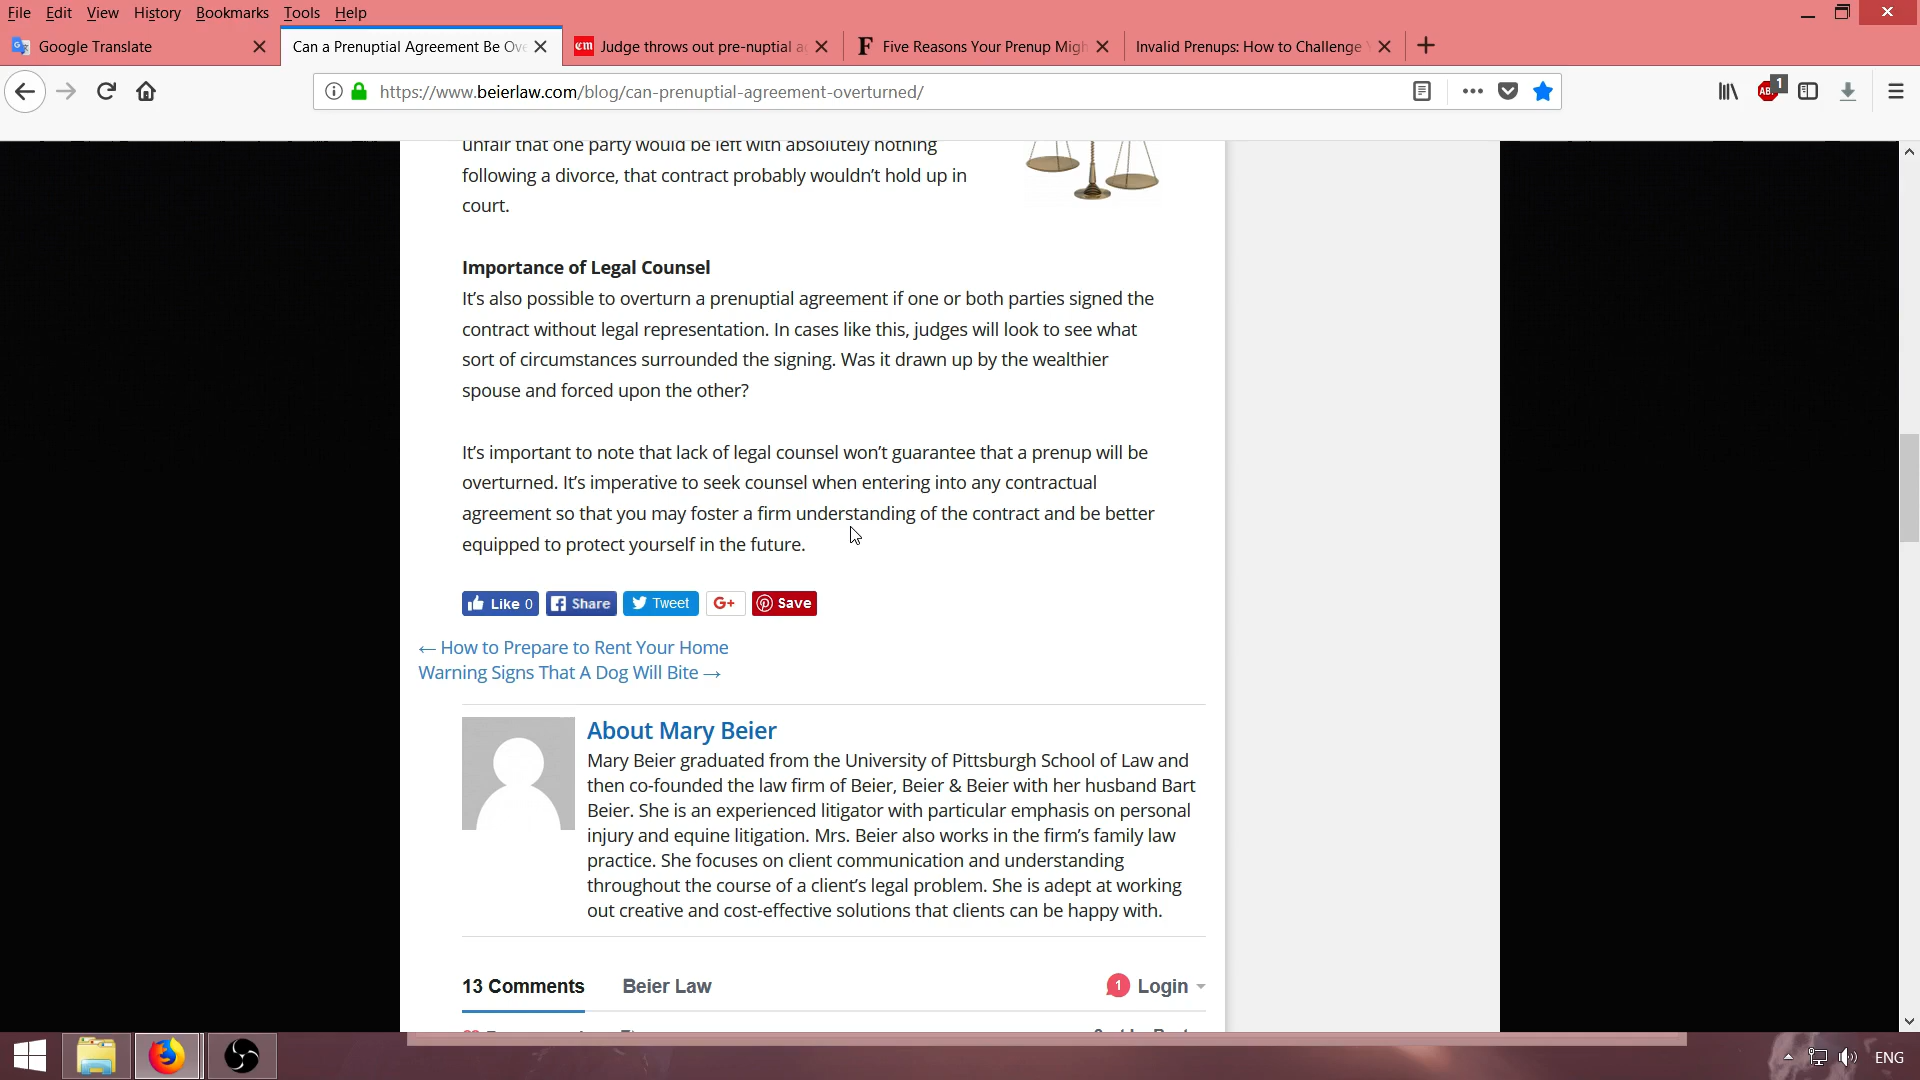 File Edit View History Bookmarks Tools Help
Google Translate
Can a Prenuptial Agreement Be Ove
Judge throws out pre-nuptial a
Five Reasons Your Prenup Migh
Invalid Prenups: How to Challenge
https://www.beierlaw.com/blog/can-prenuptial-agreement-overturned/
ABP 1
unfair that one party would be left with absolutely nothing
following a divorce, that contract probably wouldn’t hold up in
court.
Importance of Legal Counsel
It’s also possible to overturn a prenuptial agreement if one or both parties signed the
contract without legal representation. In cases like this, judges will look to see what
sort of circumstances surrounded the signing. Was it drawn up by the wealthier
spouse and forced upon the other?
It’s important to note that lack of legal counsel won’t guarantee that a prenup will be
overturned. It’s imperative to seek counsel when entering into any contractual
agreement so that you may foster a firm understanding of the contract and be better
equipped to protect yourself in the future.
Like 0 Share Tweet G+ Save
← How to Prepare to Rent Your Home
Warning Signs That A Dog Will Bite →
About Mary Beier
Mary Beier graduated from the University of Pittsburgh School of Law and
then co-founded the law firm of Beier, Beier & Beier with her husband Bart
Beier. She is an experienced litigator with particular emphasis on personal
injury and equine litigation. Mrs. Beier also works in the firm’s family law
practice. She focuses on client communication and understanding
throughout the course of a client’s legal problem. She is adept at working
out creative and cost-effective solutions that clients can be happy with.
13 Comments Beier Law 1 Login
ENG